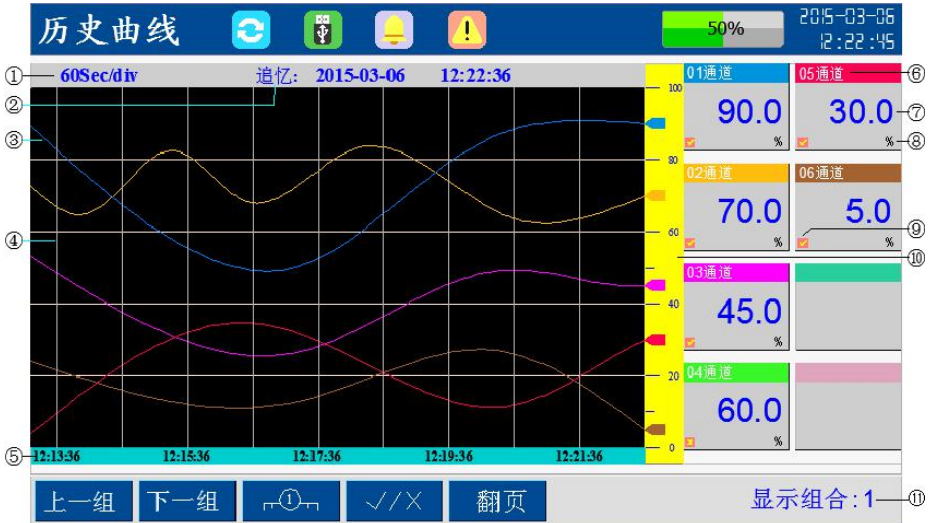 历史曲线 50% 2015-03-06
12:22:45
① 60Sec/div 追忆: 2015-03-06 12:22:36
②
③
④
⑤ 12:13:36 12:15:36 12:17:36 12:19:36 12:21:36
100
80
60
40
20
0
01通道 05通道 ⑥
90.0 30.0 ⑦
% % ⑧
02通道 06通道
70.0 5.0 ⑨
% %
⑩
03通道
45.0
%
04通道
60.0
%
上一组 下一组 ① √//X 翻页 显示组合:1 ⑪